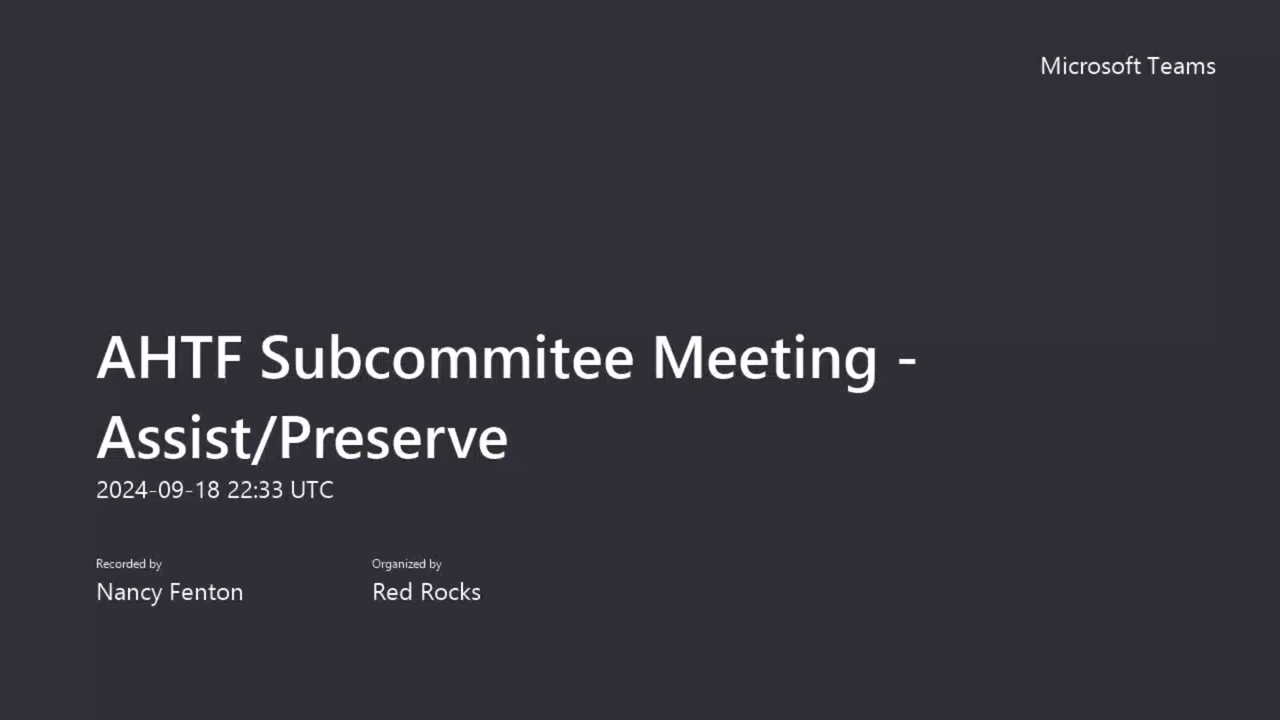 Microsoft Teams
AHTF Subcommitee Meeting -
Assist/Preserve
2024-09-18 22:33 UTC
Recorded by
Nancy Fenton
Organized by
Red Rocks